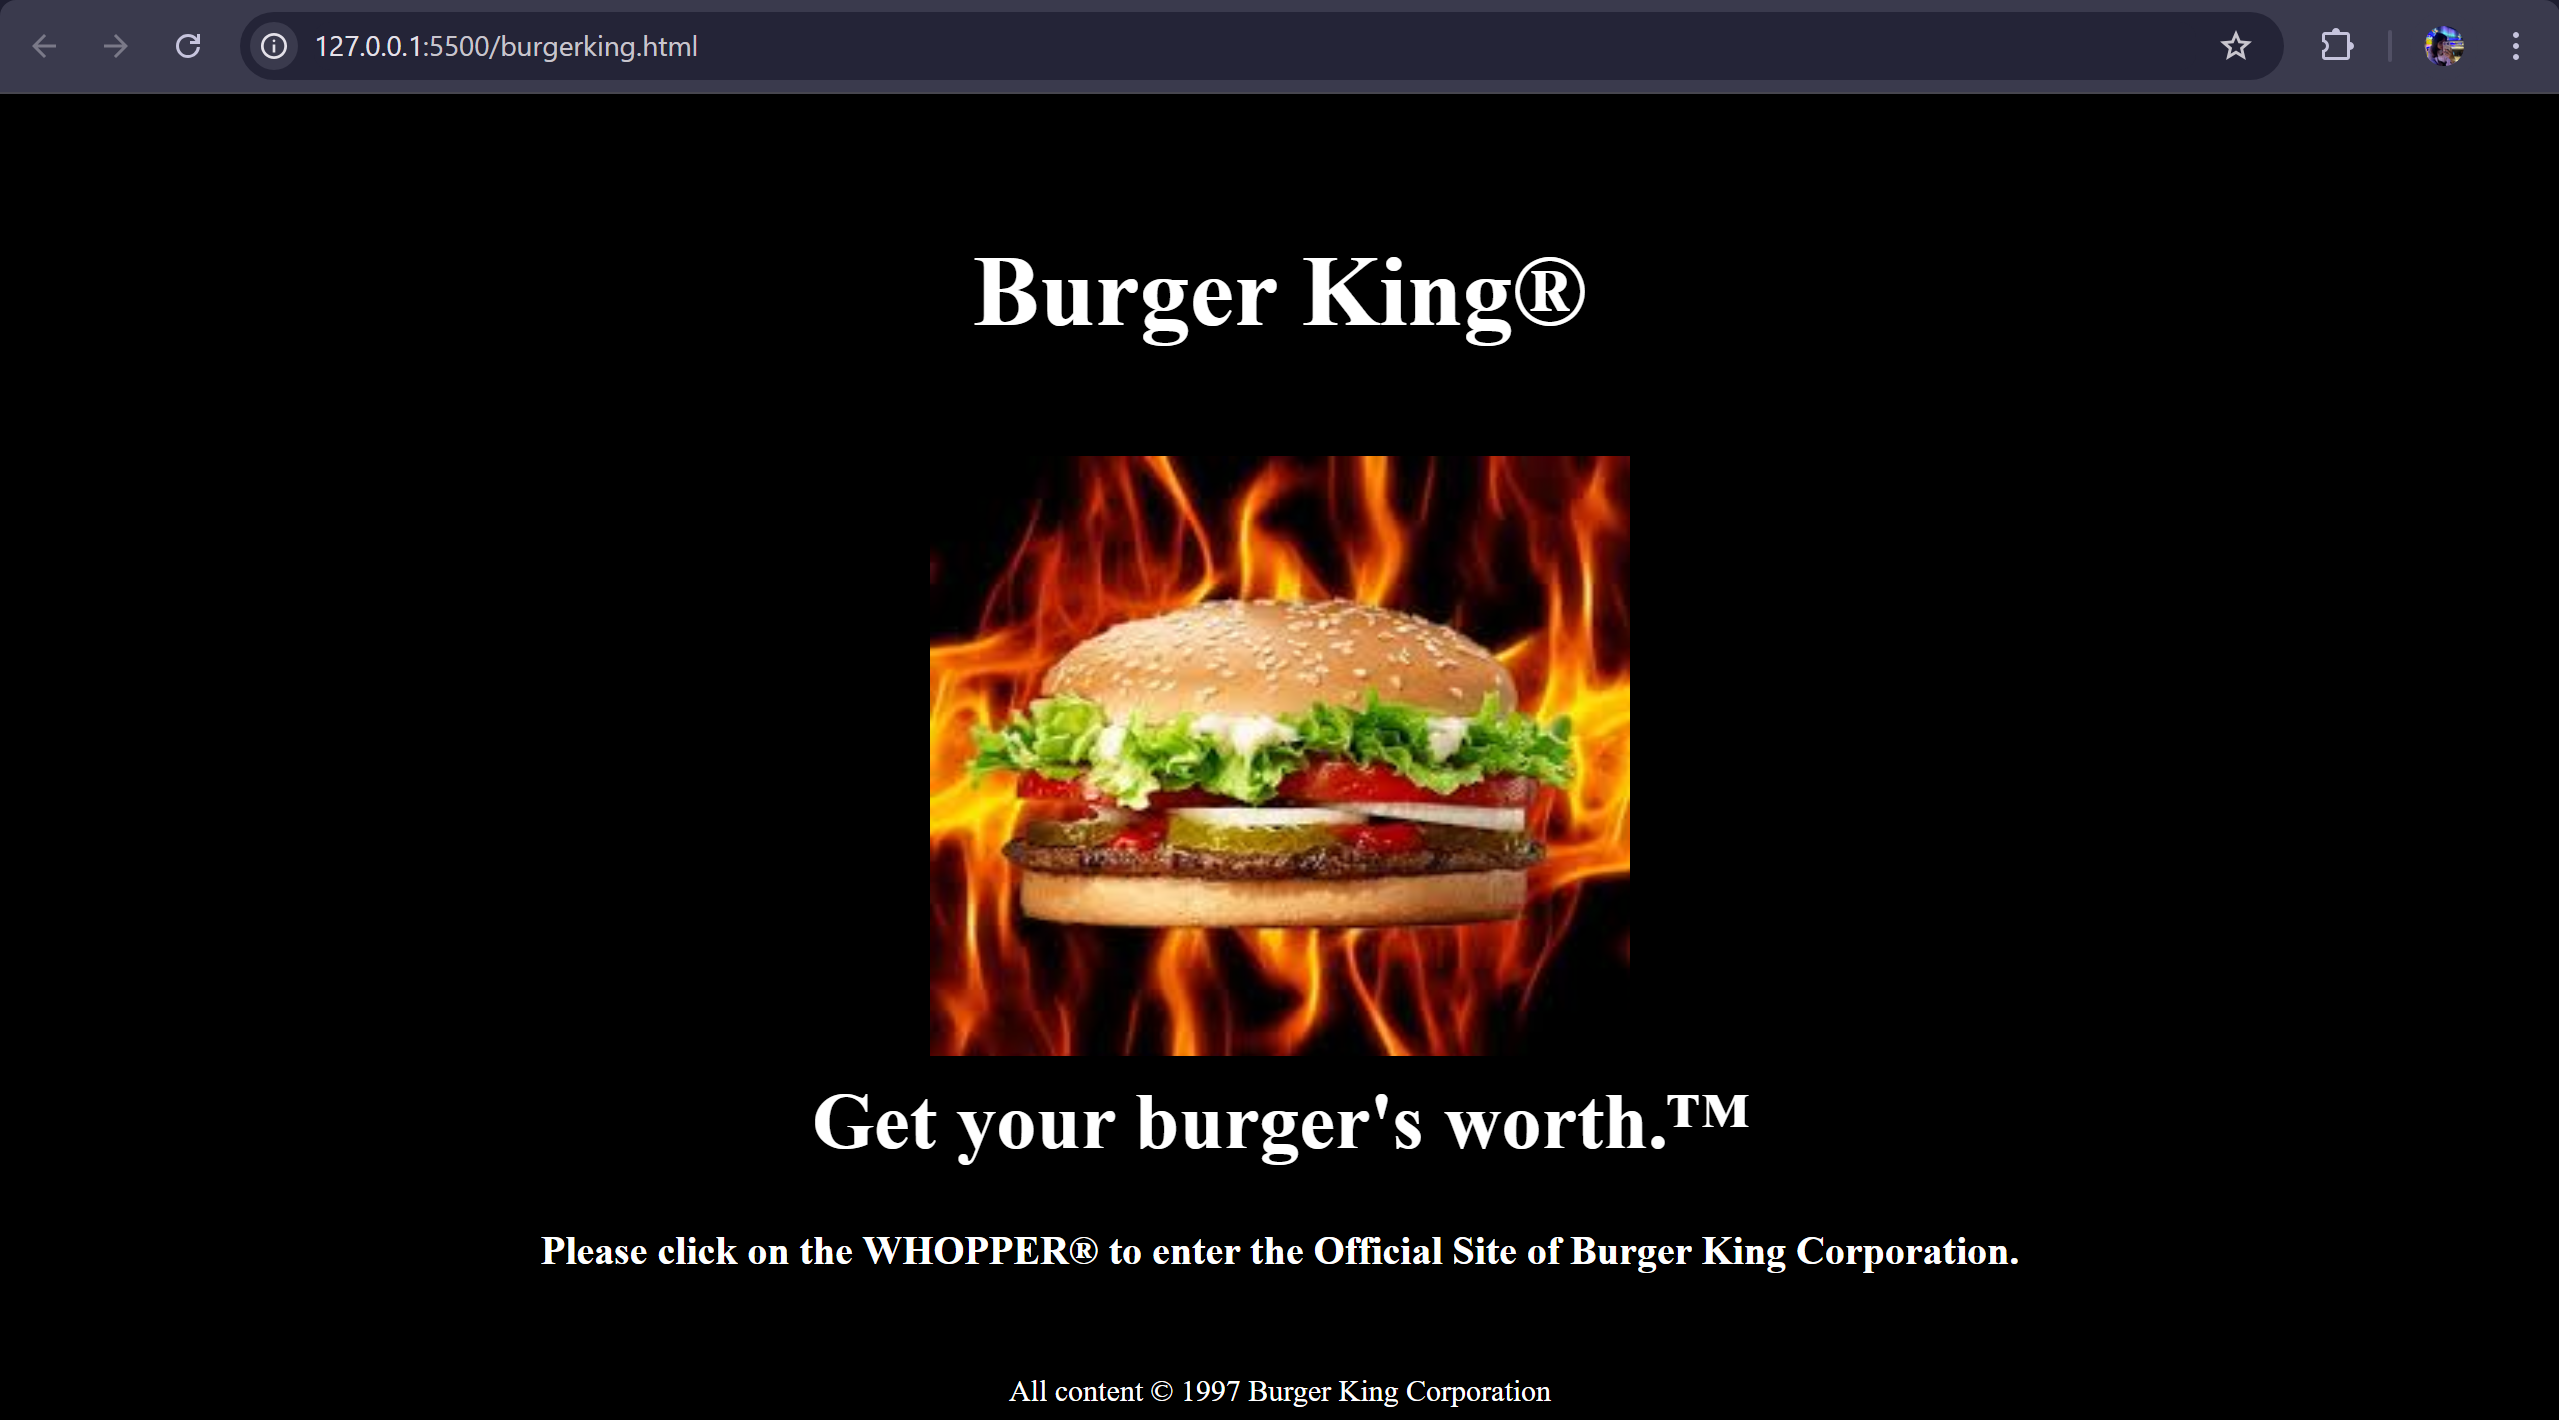 127.0.0.1:5500/burgerking.html
Burger King®
Get your burger's worth.™
Please click on the WHOPPER® to enter the Official Site of Burger King Corporation.
All content © 1997 Burger King Corporation